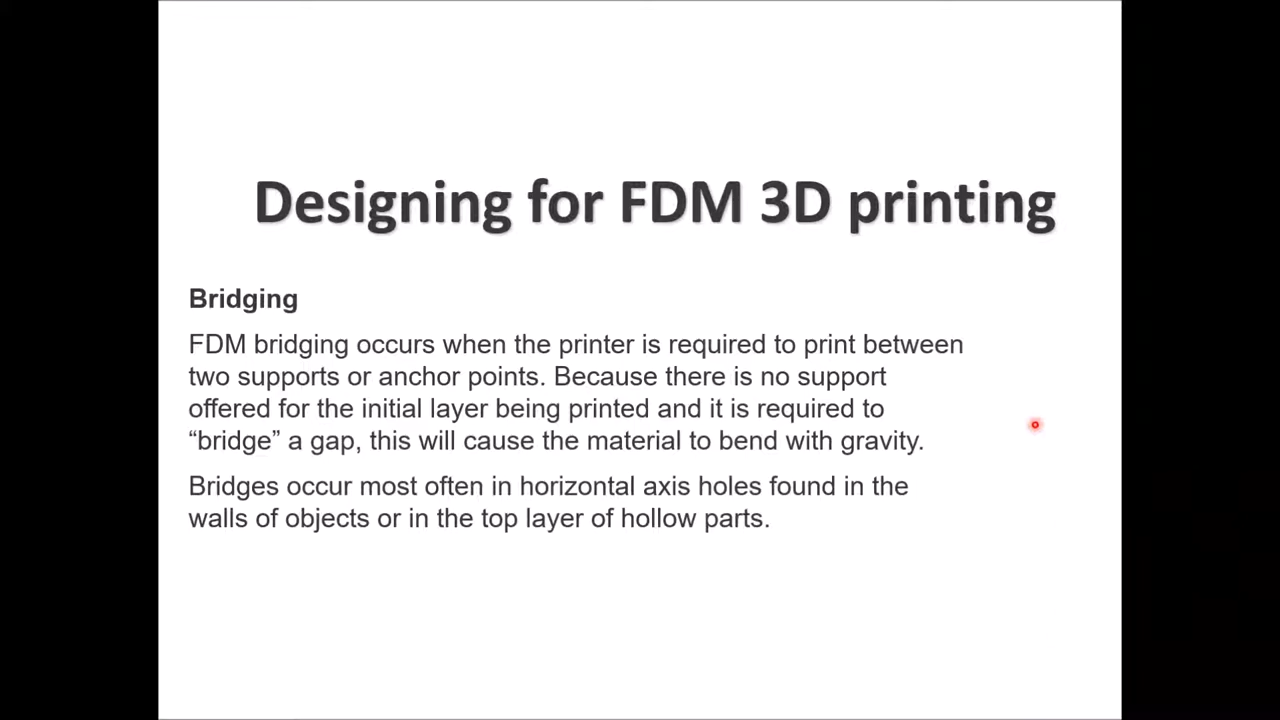 Designing for FDM 3D printing
Bridging
FDM bridging occurs when the printer is required to print between
two supports or anchor points. Because there is no support
offered for the initial layer being printed and it is required to
“bridge” a gap, this will cause the material to bend with gravity.
Bridges occur most often in horizontal axis holes found in the
walls of objects or in the top layer of hollow parts.